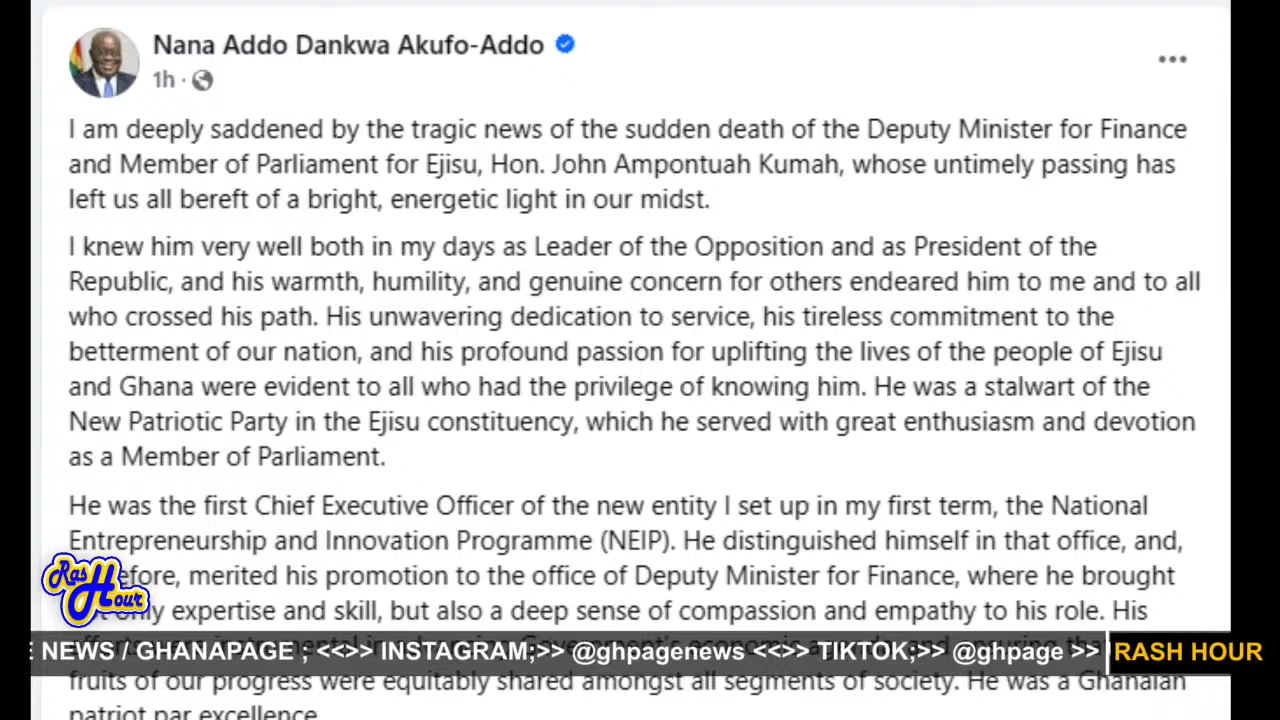 Nana Addo Dankwa Akufo-Addo
1h ·
I am deeply saddened by the tragic news of the sudden death of the Deputy Minister for Finance
and Member of Parliament for Ejisu, Hon. John Ampontuah Kumah, whose untimely passing has
left us all bereft of a bright, energetic light in our midst.
I knew him very well both in my days as Leader of the Opposition and as President of the
Republic, and his warmth, humility, and genuine concern for others endeared him to me and to all
who crossed his path. His unwavering dedication to service, his tireless commitment to the
betterment of our nation, and his profound passion for uplifting the lives of the people of Ejisu
and Ghana were evident to all who had the privilege of knowing him. He was a stalwart of the
New Patriotic Party in the Ejisu constituency, which he served with great enthusiasm and devotion
as a Member of Parliament.
He was the first Chief Executive Officer of the new entity I set up in my first term, the National
Entrepreneurship and Innovation Programme (NEIP). He distinguished himself in that office, and,
efore, merited his promotion to the office of Deputy Minister for Finance, where he brought
only expertise and skill, but also a deep sense of compassion and empathy to his role. His
Ras Hour
NEWS / GHANAPAGE ; <<>> INSTAGRAM;>> @ghpagenews <<>> TIKTOK;>> @ghpage >>
RASH HOUR
fruits of our progress were equitably shared amongst all segments of society. He was a Ghanaian
patriot par excellence